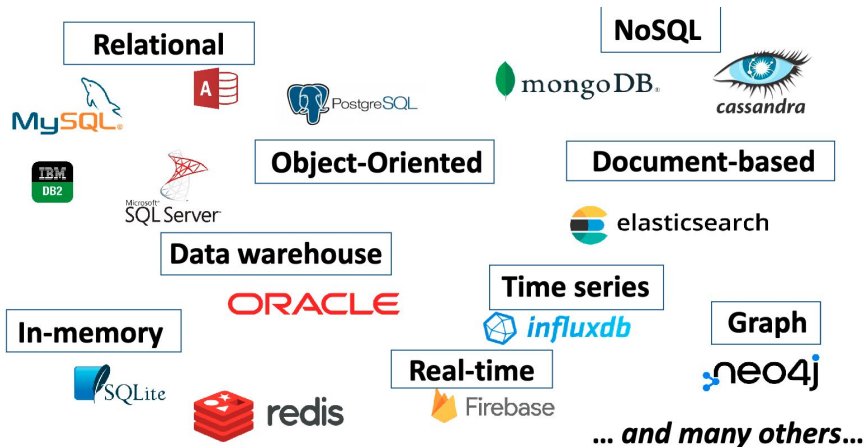 Relational
NoSQL
MySQL®
A
PostgreSQL
mongoDB®
cassandra
Object-Oriented
Document-based
IBM
DB2
Microsoft®
SQL Server®
elasticsearch
Data warehouse
ORACLE
Time series
influxdb
In-memory
Graph
SQLite
redis
Real-time
Firebase
neo4j
... and many others...